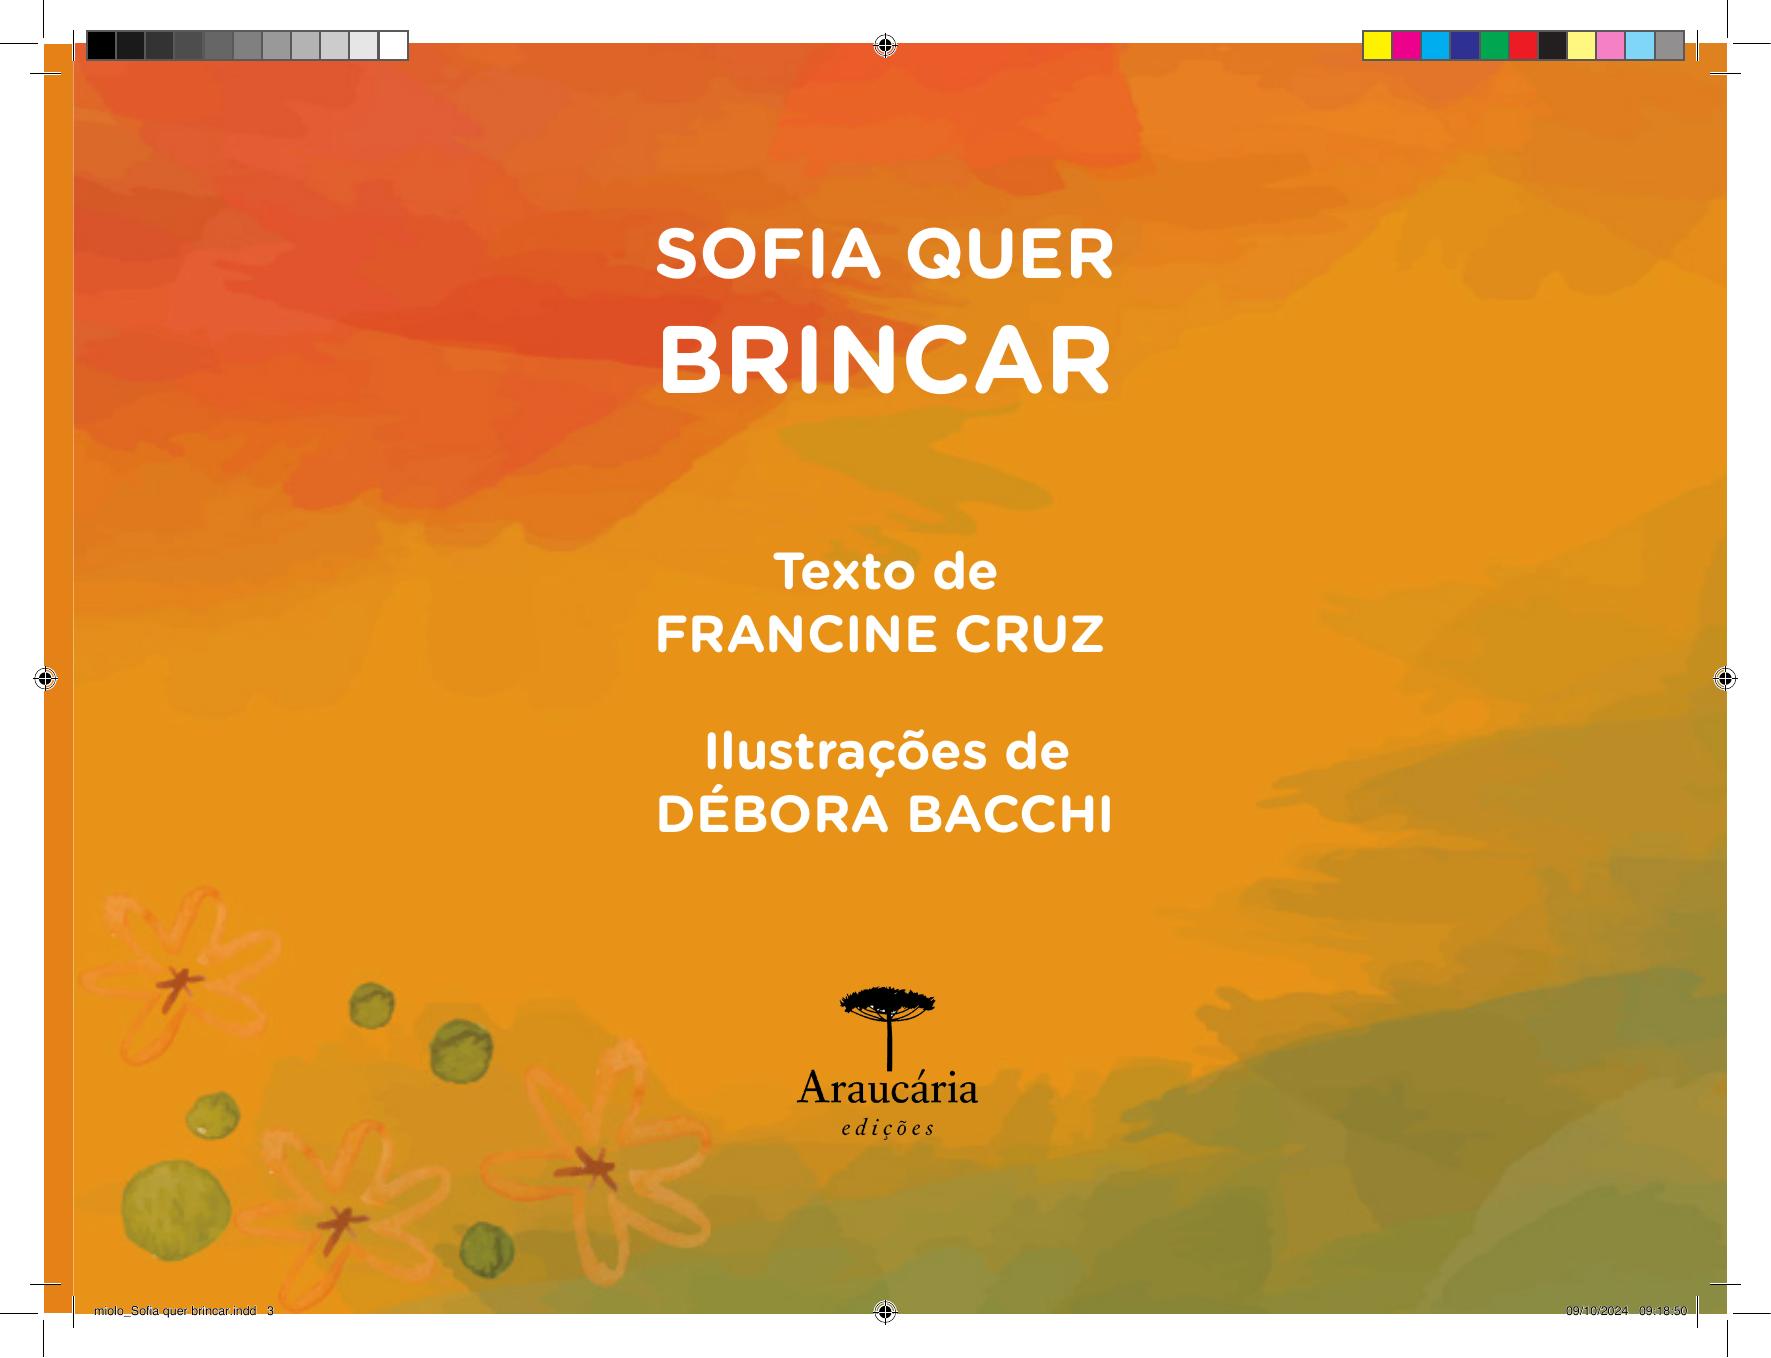 SOFIA QUER
BRINCAR
Texto de
FRANCINE CRUZ
Ilustrações de
DÉBORA BACCHI
Araucária
edições
miolo_Sofia quer brincar.indd   3
09/10/2024   09:18:50